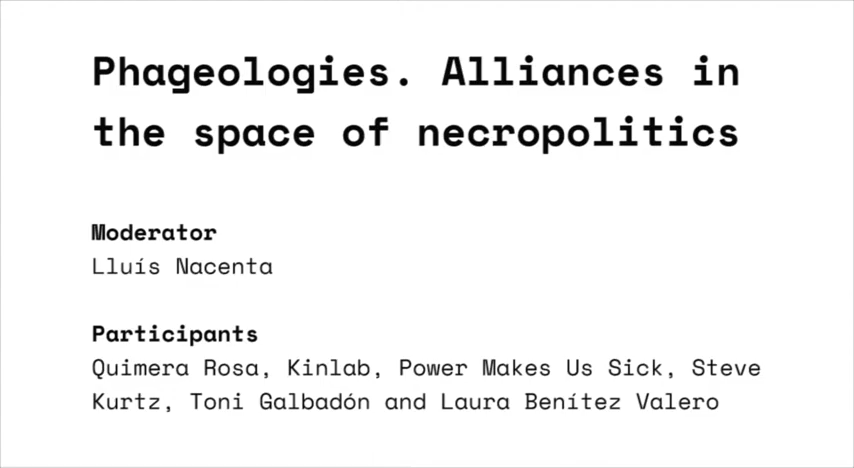 Phageologies. Alliances in
the space of necropolitics
Moderator
Lluís Nacenta
Participants
Quimera Rosa, Kinlab, Power Makes Us Sick, Steve
Kurtz, Toni Galbadón and Laura Benítez Valero